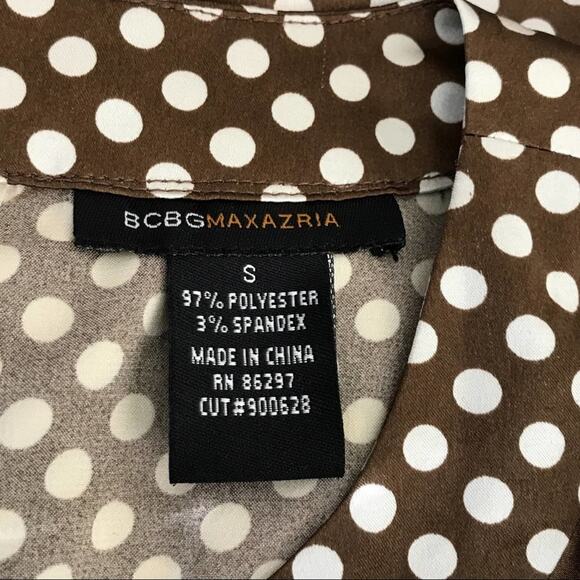 BCBGMAXAZRIA
S
97% POLYESTER
3% SPANDEX
MADE IN CHINA
RN 86297
CUT#900628